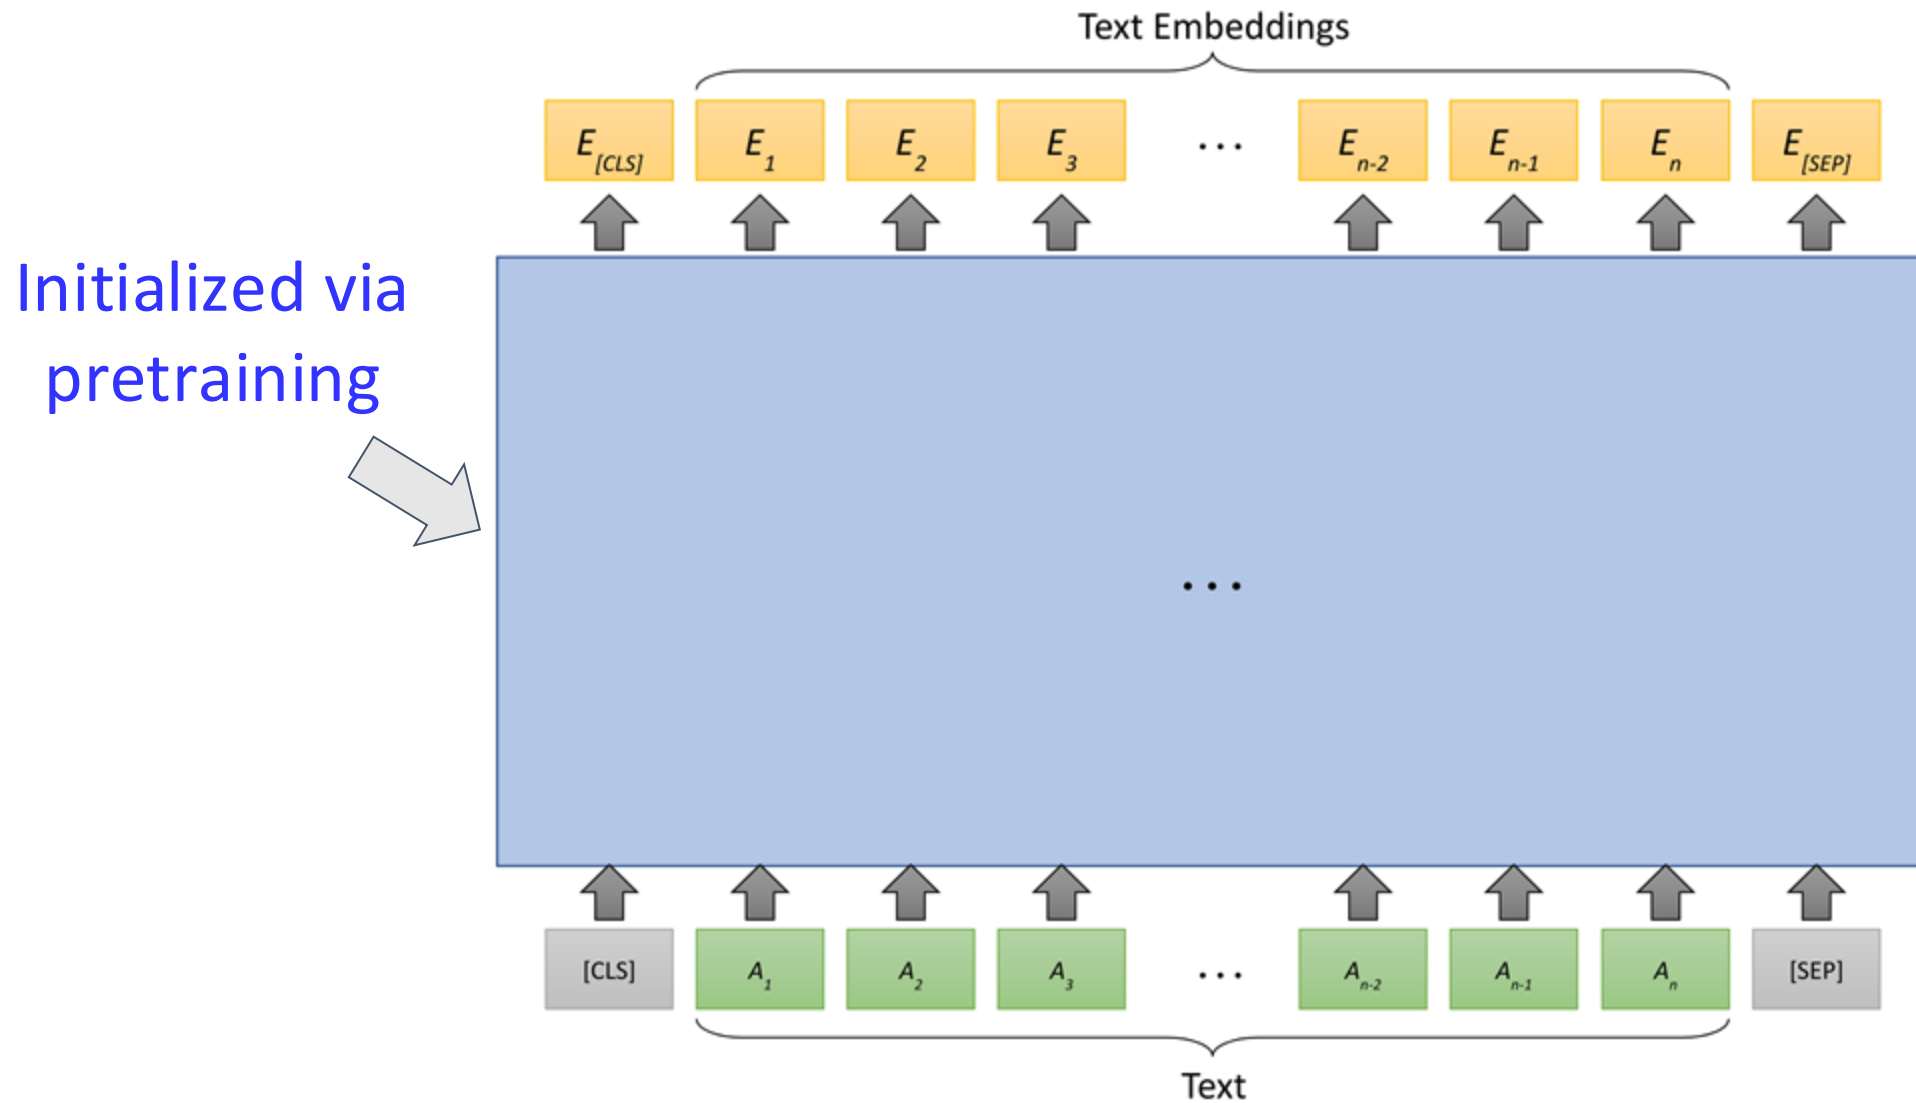 Text Embeddings
E[CLS] E1 E2 E3 ... En-2 En-1 En E[SEP]
Initialized via
pretraining
...
[CLS] A1 A2 A3 ... An-2 An-1 An [SEP]
Text